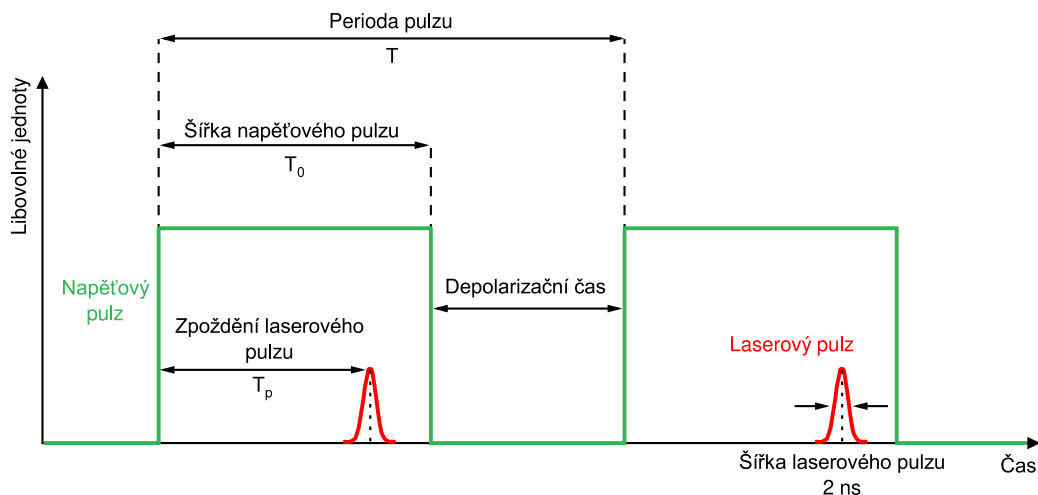 Perioda pulzu
T
Libovolné jednoty
Šířka napěťového pulzu
T0
Napěťový
pulz
Depolarizační čas
Zpoždění laserového
pulzu
Tp
Laserový pulz
Šířka laserového pulzu
2 ns
Čas